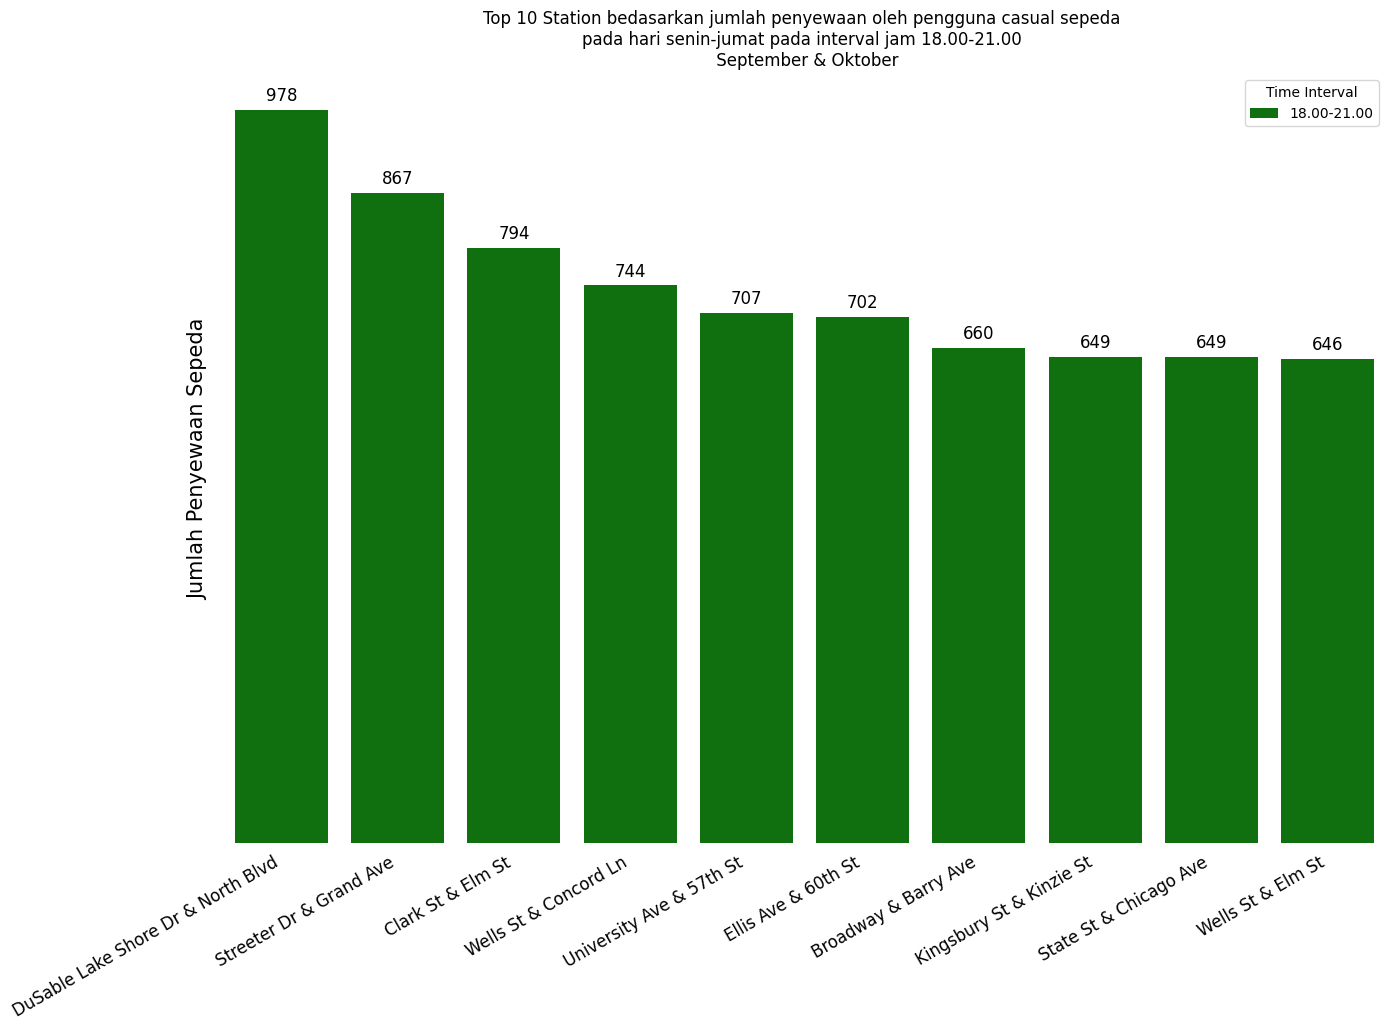 Top 10 Station bedasarkan jumlah penyewaan oleh pengguna casual sepeda
pada hari senin-jumat pada interval jam 18.00-21.00
September & Oktober
Time Interval
18.00-21.00
978
867
794
744
707
702
660
649
649
646
Jumlah Penyewaan Sepeda
DuSable Lake Shore Dr & North Blvd
Streeter Dr & Grand Ave
Clark St & Elm St
Wells St & Concord Ln
University Ave & 57th St
Ellis Ave & 60th St
Broadway & Barry Ave
Kingsbury St & Kinzie St
State St & Chicago Ave
Wells St & Elm St